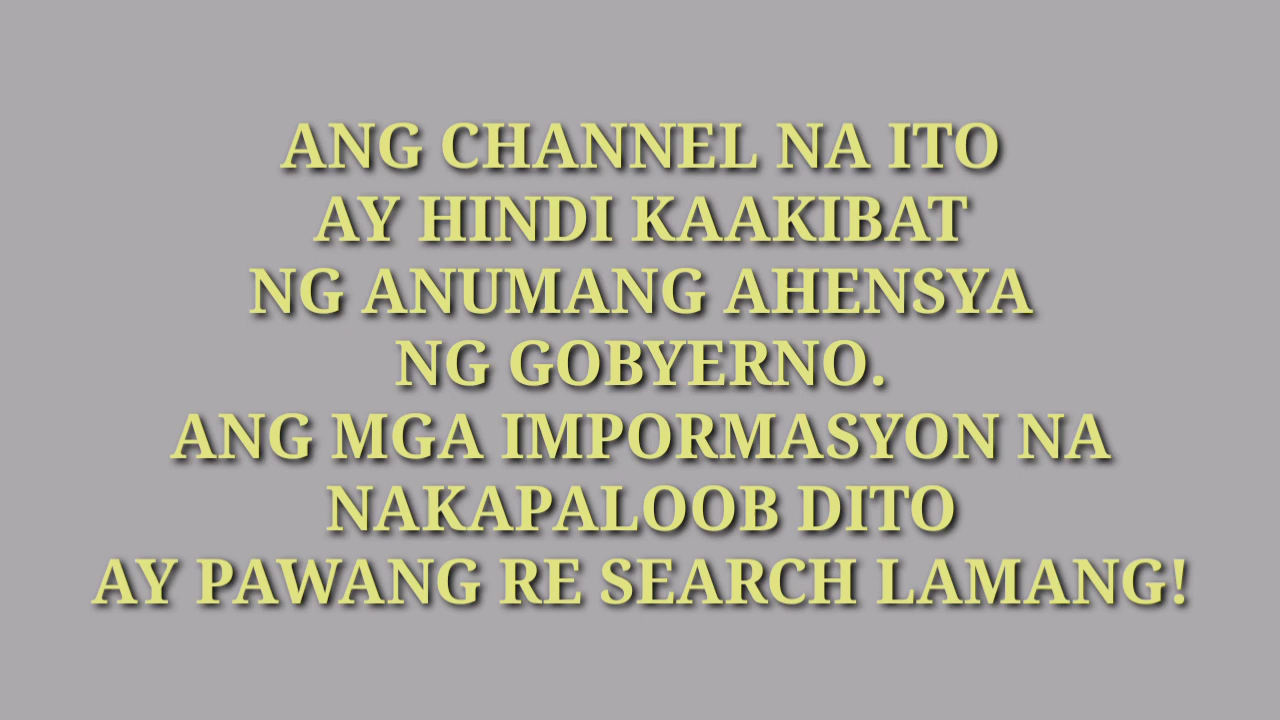 ANG CHANNEL NA ITO
AY HINDI KAAKIBAT
NG ANUMANG AHENSYA
NG GOBYERNO.
ANG MGA IMPORMASYON NA
NAKAPALOOB DITO
AY PAWANG RE SEARCH LAMANG!